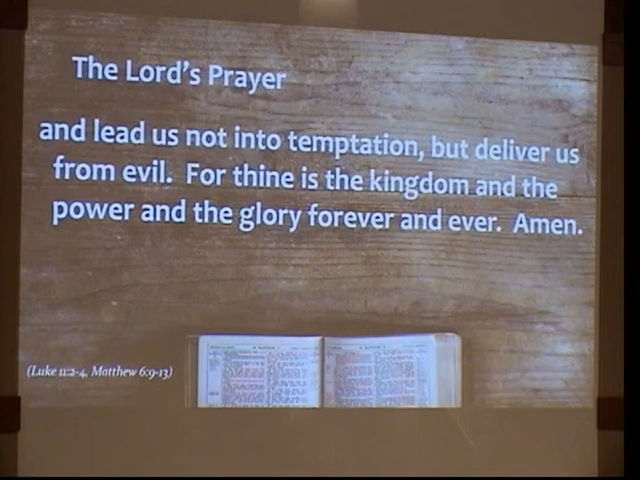 The Lord's Prayer
and lead us not into temptation, but deliver us
from evil.  For thine is the kingdom and the
power and the glory forever and ever.  Amen.
(Luke 11:2-4, Matthew 6:9-13)